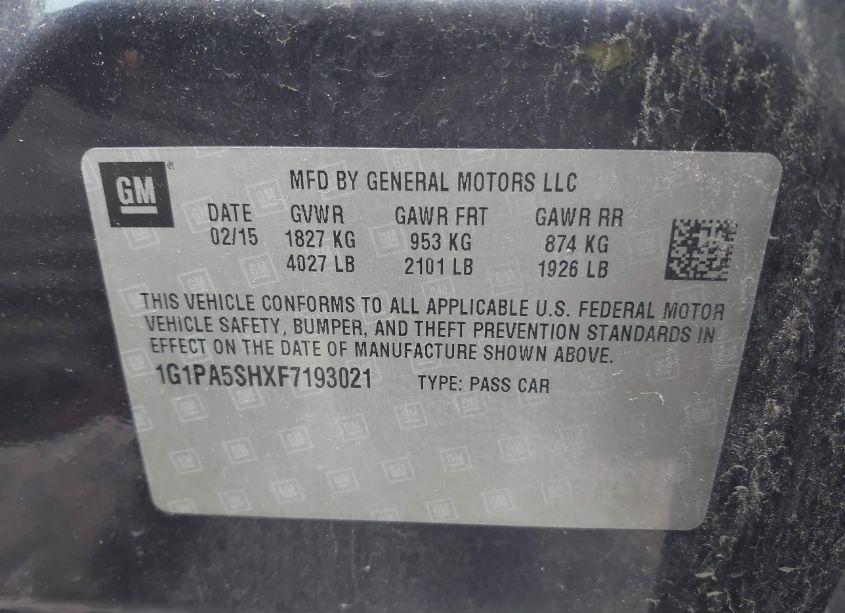 GM
MFD BY GENERAL MOTORS LLC
DATE GVWR GAWR FRT GAWR RR
02/15 1827 KG 953 KG 874 KG
4027 LB 2101 LB 1926 LB
THIS VEHICLE CONFORMS TO ALL APPLICABLE U.S. FEDERAL MOTOR
VEHICLE SAFETY, BUMPER, AND THEFT PREVENTION STANDARDS IN
EFFECT ON THE DATE OF MANUFACTURE SHOWN ABOVE.
1G1PA5SHXF7193021 TYPE: PASS CAR